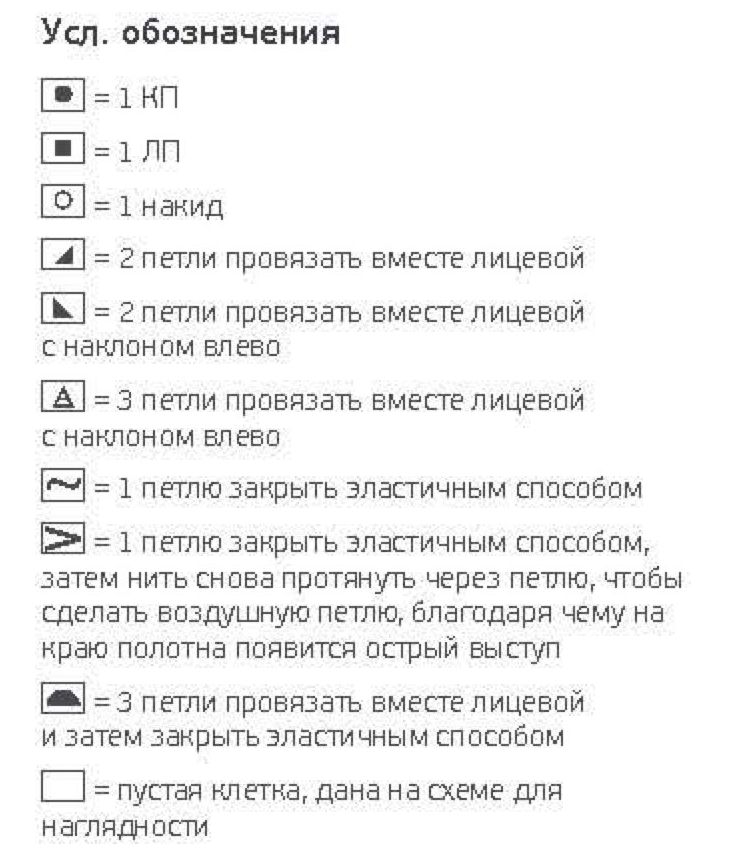 Усл. обозначения
= 1 КП
= 1 ЛП
= 1 накид
= 2 петли провязать вместе лицевой
= 2 петли провязать вместе лицевой
с наклоном влево
= 3 петли провязать вместе лицевой
с наклоном влево
= 1 петлю закрыть эластичным способом
= 1 петлю закрыть эластичным способом,
затем нить снова протянуть через петлю, чтобы
сделать воздушную петлю, благодаря чему на
краю полотна появится острый выступ
= 3 петли провязать вместе лицевой
и затем закрыть эластичным способом
= пустая клетка, дана на схеме для
наглядности